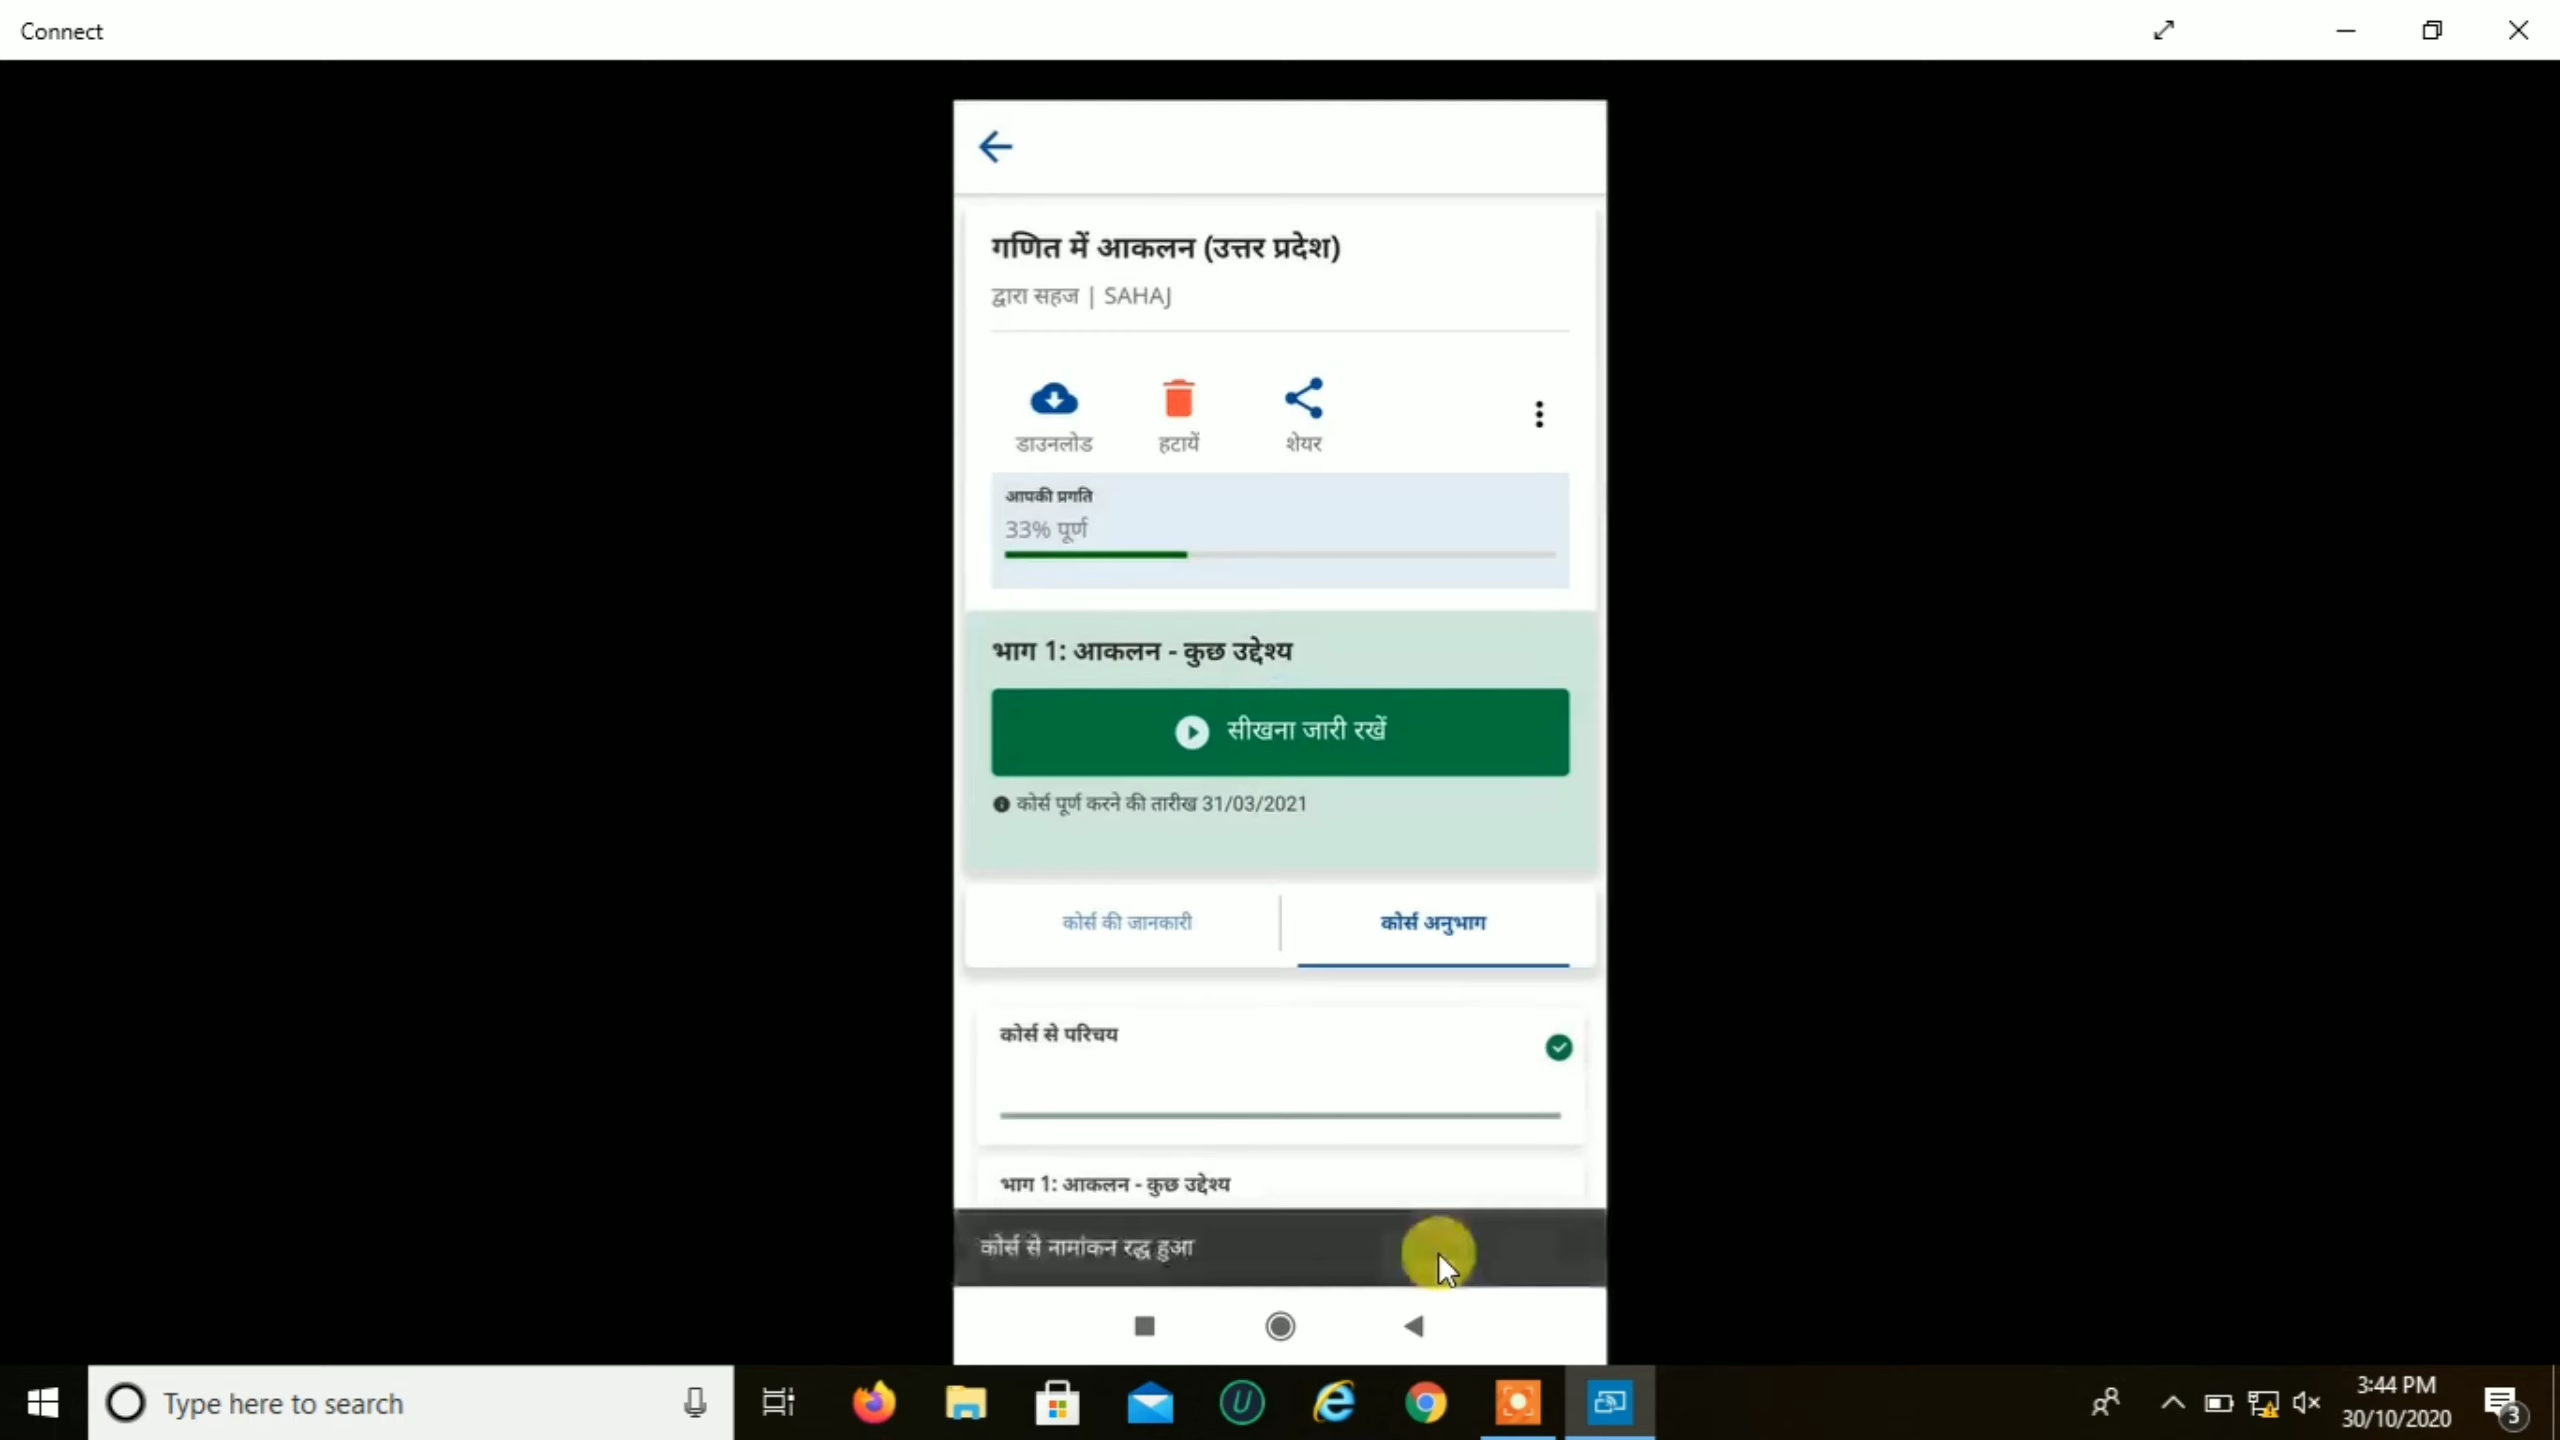 Connect
गणित में आकलन (उत्तर प्रदेश)
द्वारा सहज | SAHAJ
डाउनलोड
हटायें
शेयर
आपकी प्रगति
33% पूर्ण
भाग 1: आकलन - कुछ उद्देश्य
सीखना जारी रखें
कोर्स पूर्ण करने की तारीख 31/03/2021
कोर्स की जानकारी
कोर्स अनुभाग
कोर्स से परिचय
भाग 1: आकलन - कुछ उद्देश्य
कोर्स से नामांकन रद्ध हुआ
Type here to search
3:44 PM
30/10/2020
3